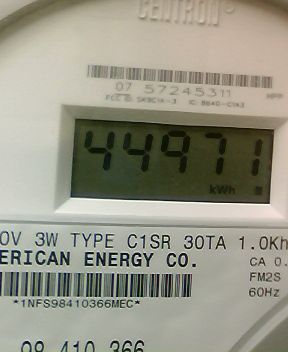 CENTRON®
07 57245311
44971
kWh
0V 3W TYPE C1SR 30TA 1.0Kh
ERICAN ENERGY CO.
CA 0.
FM2S
60Hz
*1NFS98410366MEC*
98 410 366